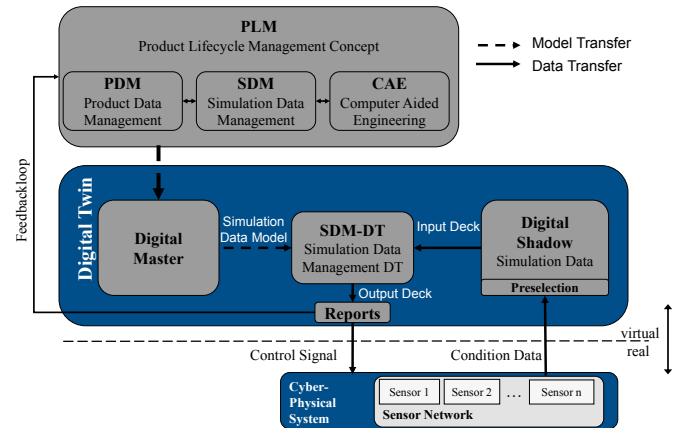 PLM
Product Lifecycle Management Concept
Model Transfer
Data Transfer
PDM
Product Data
Management
SDM
Simulation Data
Management
CAE
Computer Aided
Engineering
Feedbackloop
Digital Twin
Digital
Master
Simulation
Data Model
SDM-DT
Simulation Data
Management DT
Input Deck
Digital
Shadow
Simulation Data
Preselection
Output Deck
Reports
virtual
real
Control Signal
Condition Data
Cyber-
Physical
System
Sensor 1
Sensor 2
...
Sensor n
Sensor Network